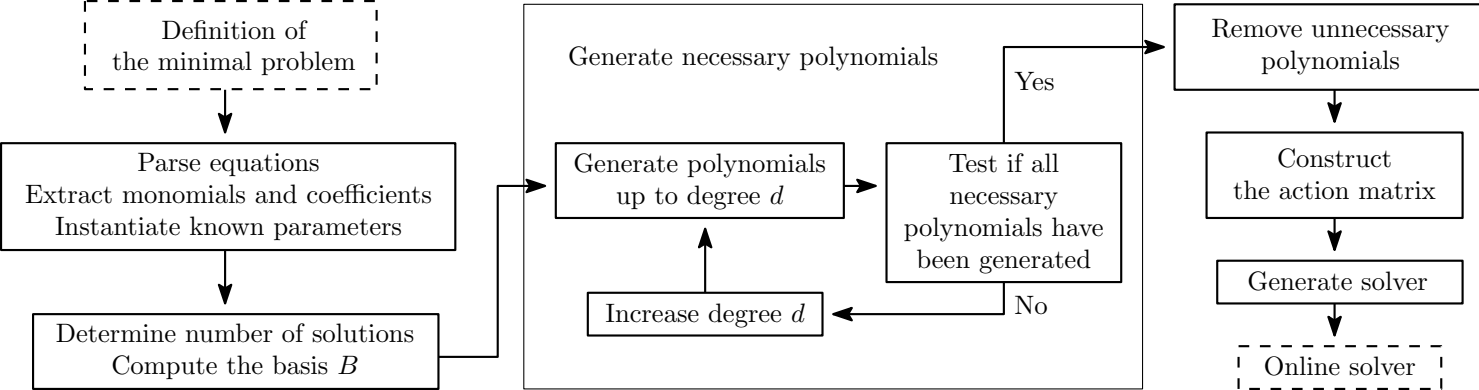 Definition of
the minimal problem
Parse equations
Extract monomials and coefficients
Instantiate known parameters
Determine number of solutions
Compute the basis B
Generate necessary polynomials
Generate polynomials
up to degree d
Test if all
necessary
polynomials have
been generated
Yes
No
Increase degree d
Remove unnecessary
polynomials
Construct
the action matrix
Generate solver
Online solver